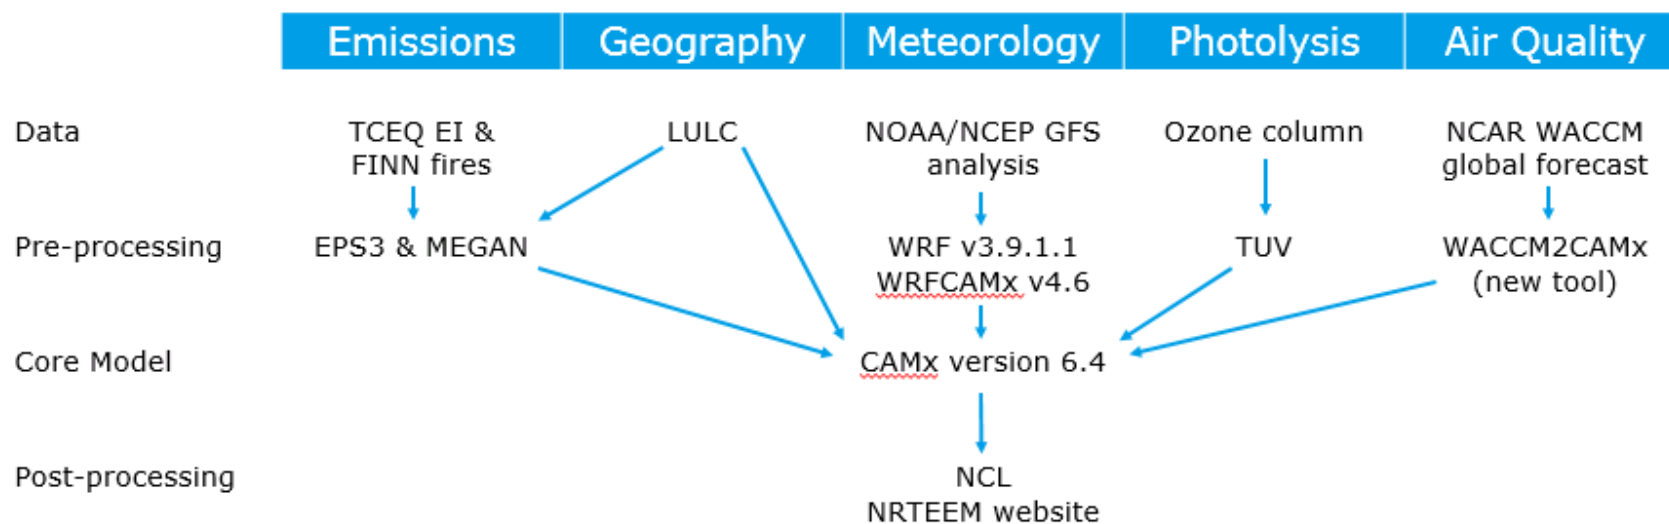 Emissions Geography Meteorology Photolysis Air Quality
Data TCEQ EI & LULC NOAA/NCEP GFS Ozone column NCAR WACCM
FINN fires analysis global forecast
Pre-processing EPS3 & MEGAN WRF v3.9.1.1 TUV WACCM2CAMx
WRFCAMx v4.6 (new tool)
Core Model CAMx version 6.4
Post-processing NCL
NRTEEM website